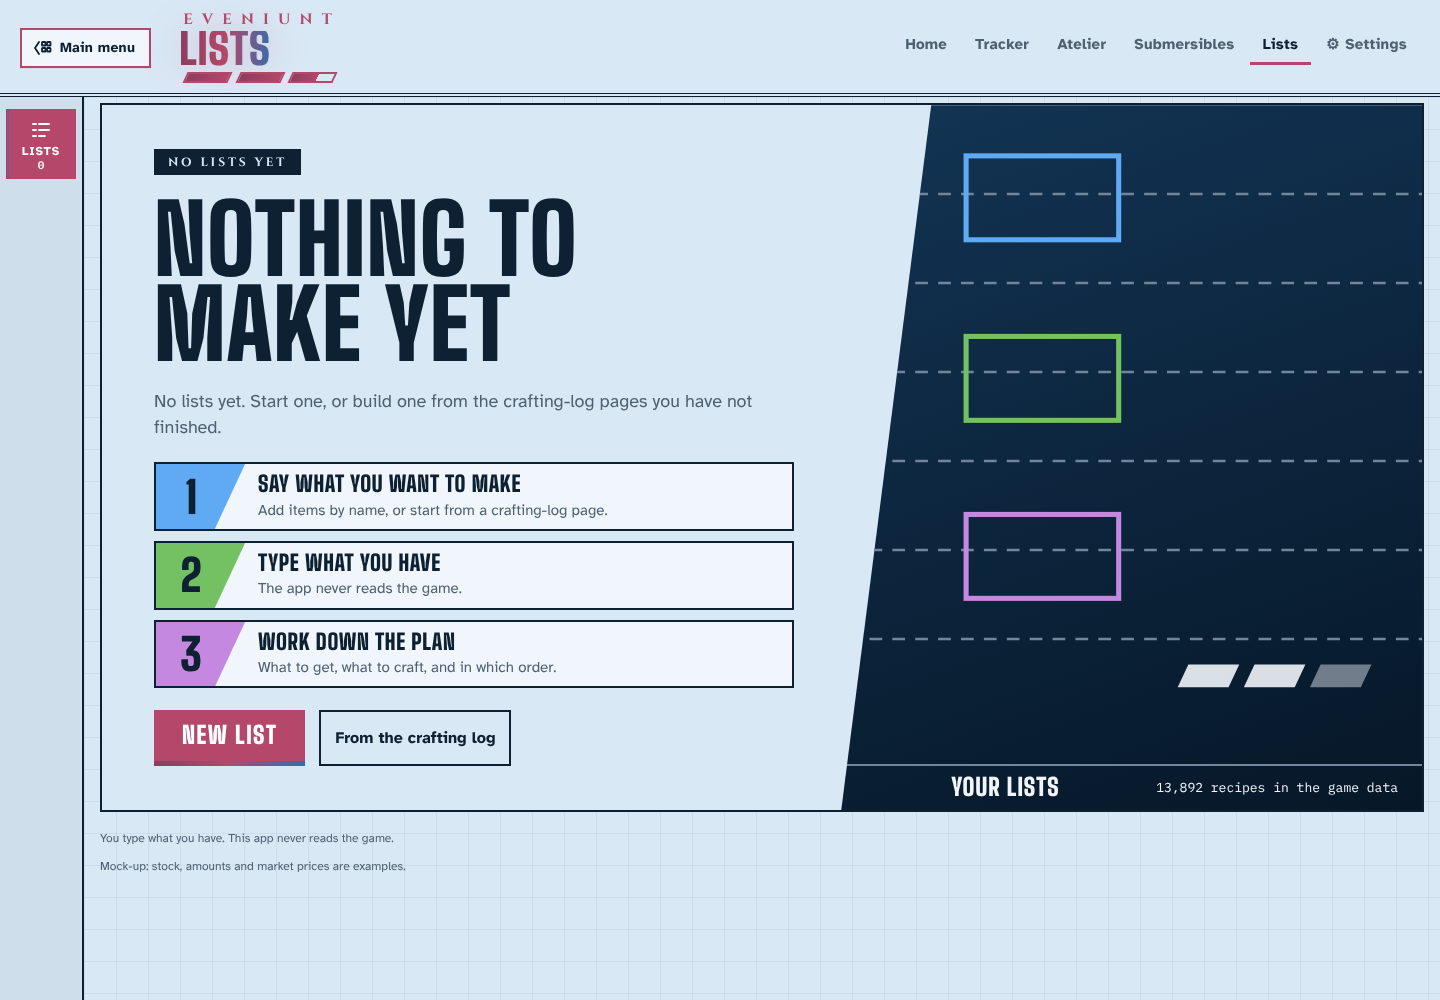 Main menu
EVENIUNT
LISTS
Home
Tracker
Atelier
Submersibles
Lists
⚙ Settings
LISTS
0
NO LISTS YET
NOTHING TO
MAKE YET
No lists yet. Start one, or build one from the crafting-log pages you have not
finished.
1
SAY WHAT YOU WANT TO MAKE
Add items by name, or start from a crafting-log page.
2
TYPE WHAT YOU HAVE
The app never reads the game.
3
WORK DOWN THE PLAN
What to get, what to craft, and in which order.
NEW LIST
From the crafting log
YOUR LISTS
13,892 recipes in the game data
You type what you have. This app never reads the game.
Mock-up: stock, amounts and market prices are examples.